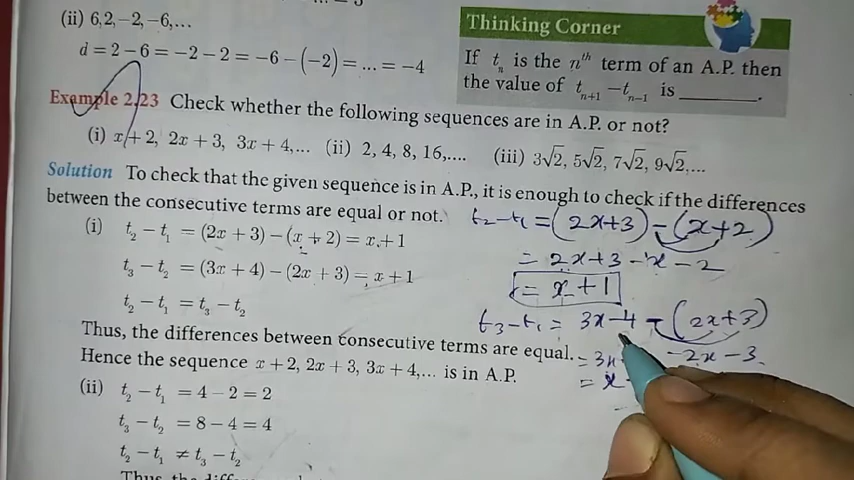 (ii) 6,2,−2,−6,...
d = 2 − 6 = −2 − 2 = −6 − (−2) = ... = −4
Thinking Corner
If tₙ is the nᵗʰ term of an A.P. then
the value of tₙ₊₁ − tₙ₋₁ is ________.
Example 2.23 Check whether the following sequences are in A.P. or not?
(i) x + 2, 2x + 3, 3x + 4,... (ii) 2, 4, 8, 16,.... (iii) 3√2, 5√2, 7√2, 9√2,...
Solution To check that the given sequence is in A.P., it is enough to check if the differences
between the consecutive terms are equal or not.
(i) t₂ − t₁ = (2x + 3) − (x + 2) = x + 1
t₃ − t₂ = (3x + 4) − (2x + 3) = x + 1
t₂ − t₁ = t₃ − t₂
Thus, the differences between consecutive terms are equal.
Hence the sequence x + 2, 2x + 3, 3x + 4,... is in A.P.
(ii) t₂ − t₁ = 4 − 2 = 2
t₃ − t₂ = 8 − 4 = 4
t₂ − t₁ ≠ t₃ − t₂
t₂ − t₁ = (2x+3) − (x+2)
= 2x+3 − x − 2
= x + 1
t₃ − t₁ = 3x − 4 − (2x+3)
− 2x − 3
= x